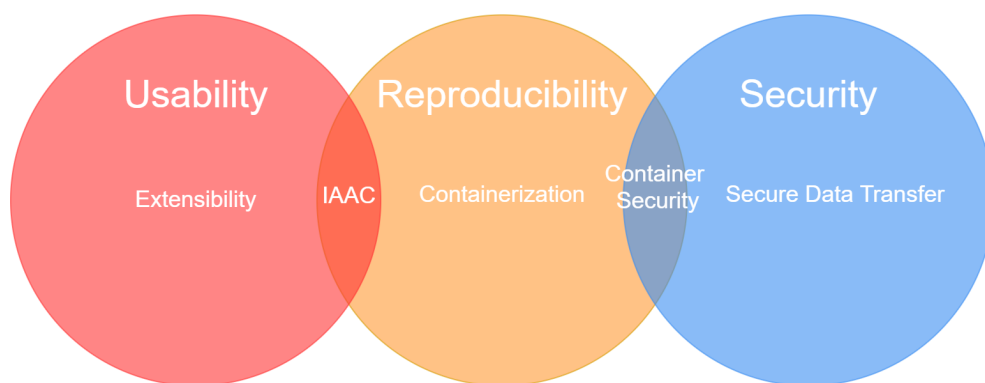 Usability
Reproducibility
Security
Extensibility
IAAC
Containerization
Container
Security
Secure Data Transfer